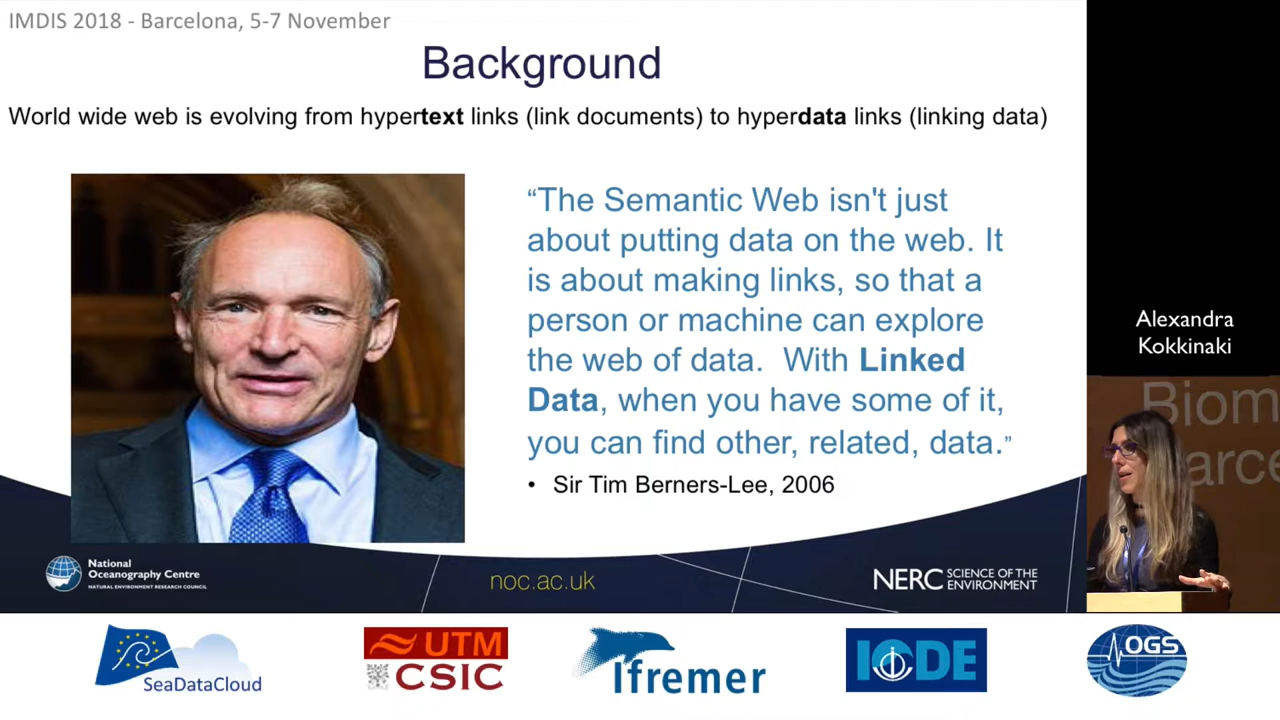 IMDIS 2018 - Barcelona, 5-7 November
Background
World wide web is evolving from hypertext links (link documents) to hyperdata links (linking data)
“The Semantic Web isn't just
about putting data on the web. It
is about making links, so that a
person or machine can explore
the web of data. With Linked
Data, when you have some of it,
you can find other, related, data.”
• Sir Tim Berners-Lee, 2006
National
Oceanography Centre
NATURAL ENVIRONMENT RESEARCH COUNCIL
noc.ac.uk
NERC SCIENCE OF THE
ENVIRONMENT
Alexandra
Kokkinaki
Biom
arce
SeaDataCloud
UTM
CSIC
Ifremer
IODE
OGS